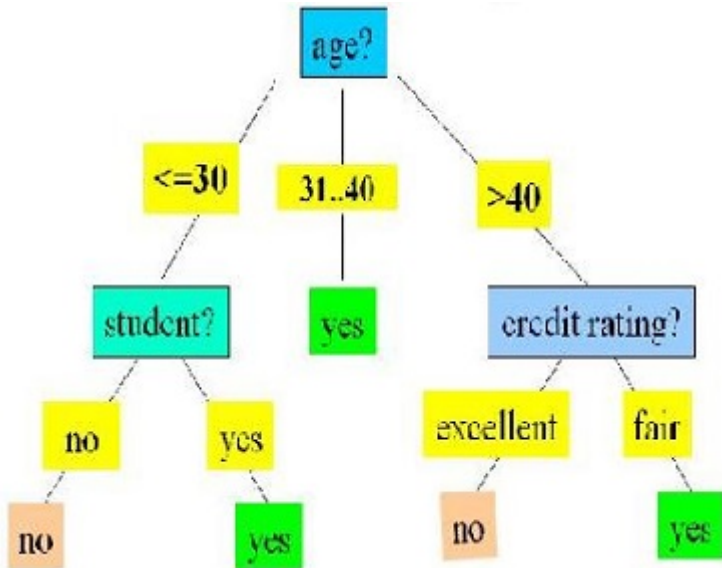 age?
<=30
31..40
>40
student?
yes
credit rating?
no
yes
excellent
fair
no
yes
no
yes